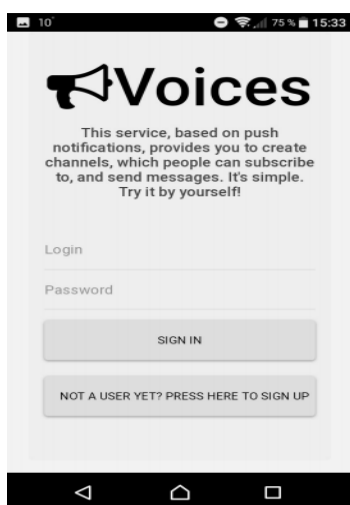 10° 75 % 15:33
Voices
This service, based on push
notifications, provides you to create
channels, which people can subscribe
to, and send messages. It's simple.
Try it by yourself!
Login
Password
SIGN IN
NOT A USER YET? PRESS HERE TO SIGN UP